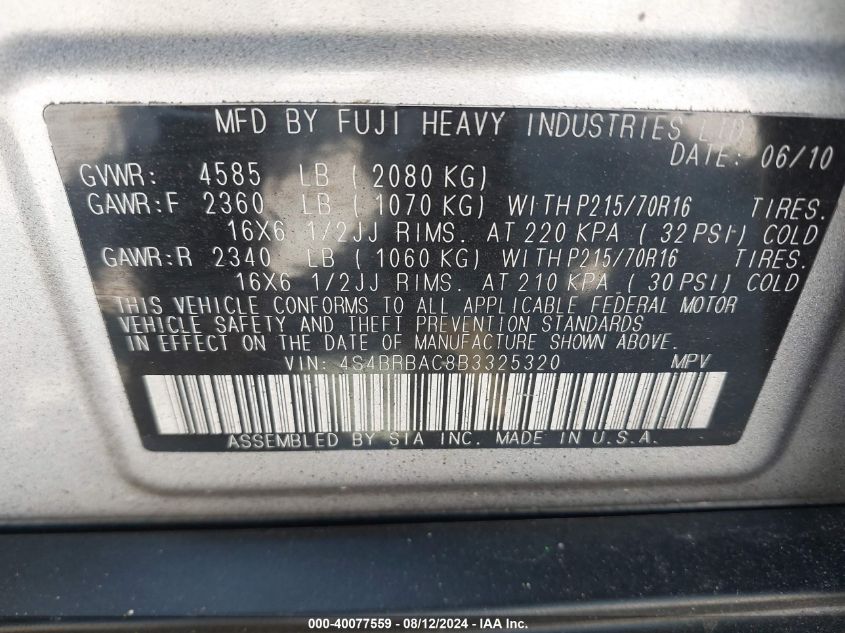 MFD BY FUJI HEAVY INDUSTRIES LTD.
DATE: 06/10
GVWR: 4585 LB ( 2080 KG)
GAWR:F 2360 LB ( 1070 KG) WITH P215/70R16 TIRES.
16X6 1/2JJ RIMS. AT 220 KPA ( 32 PSI) COLD
GAWR:R 2340 LB ( 1060 KG) WITH P215/70R16 TIRES.
16X6 1/2JJ RIMS. AT 210 KPA ( 30 PSI) COLD
THIS VEHICLE CONFORMS TO ALL APPLICABLE FEDERAL MOTOR
VEHICLE SAFETY AND THEFT PREVENTION STANDARDS
IN EFFECT ON THE DATE OF MANUFACTURE SHOWN ABOVE.
VIN: 4S4BRBAC8B3325320 MPV
ASSEMBLED BY SIA INC. MADE IN U.S.A.
000-40077559 - 08/12/2024 - IAA Inc.